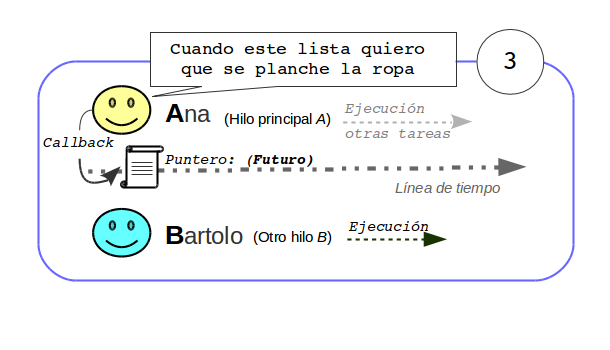 Cuando este lista quiero
que se planche la ropa
3
Ana (Hilo principal A)
Ejecución
otras tareas
Callback
Puntero: (Futuro)
Línea de tiempo
Bartolo (Otro hilo B)
Ejecución